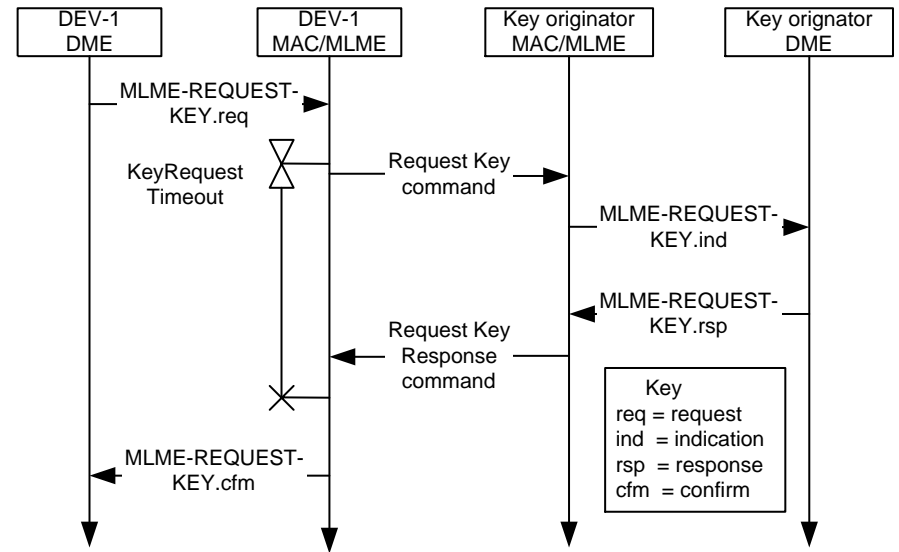 DEV-1
DME
DEV-1
MAC/MLME
Key originator
MAC/MLME
Key orignator
DME
MLME-REQUEST-
KEY.req
KeyRequest
Timeout
Request Key
command
MLME-REQUEST-
KEY.ind
MLME-REQUEST-
KEY.rsp
Request Key
Response
command
Key
req = request
ind = indication
rsp = response
cfm = confirm
MLME-REQUEST-
KEY.cfm